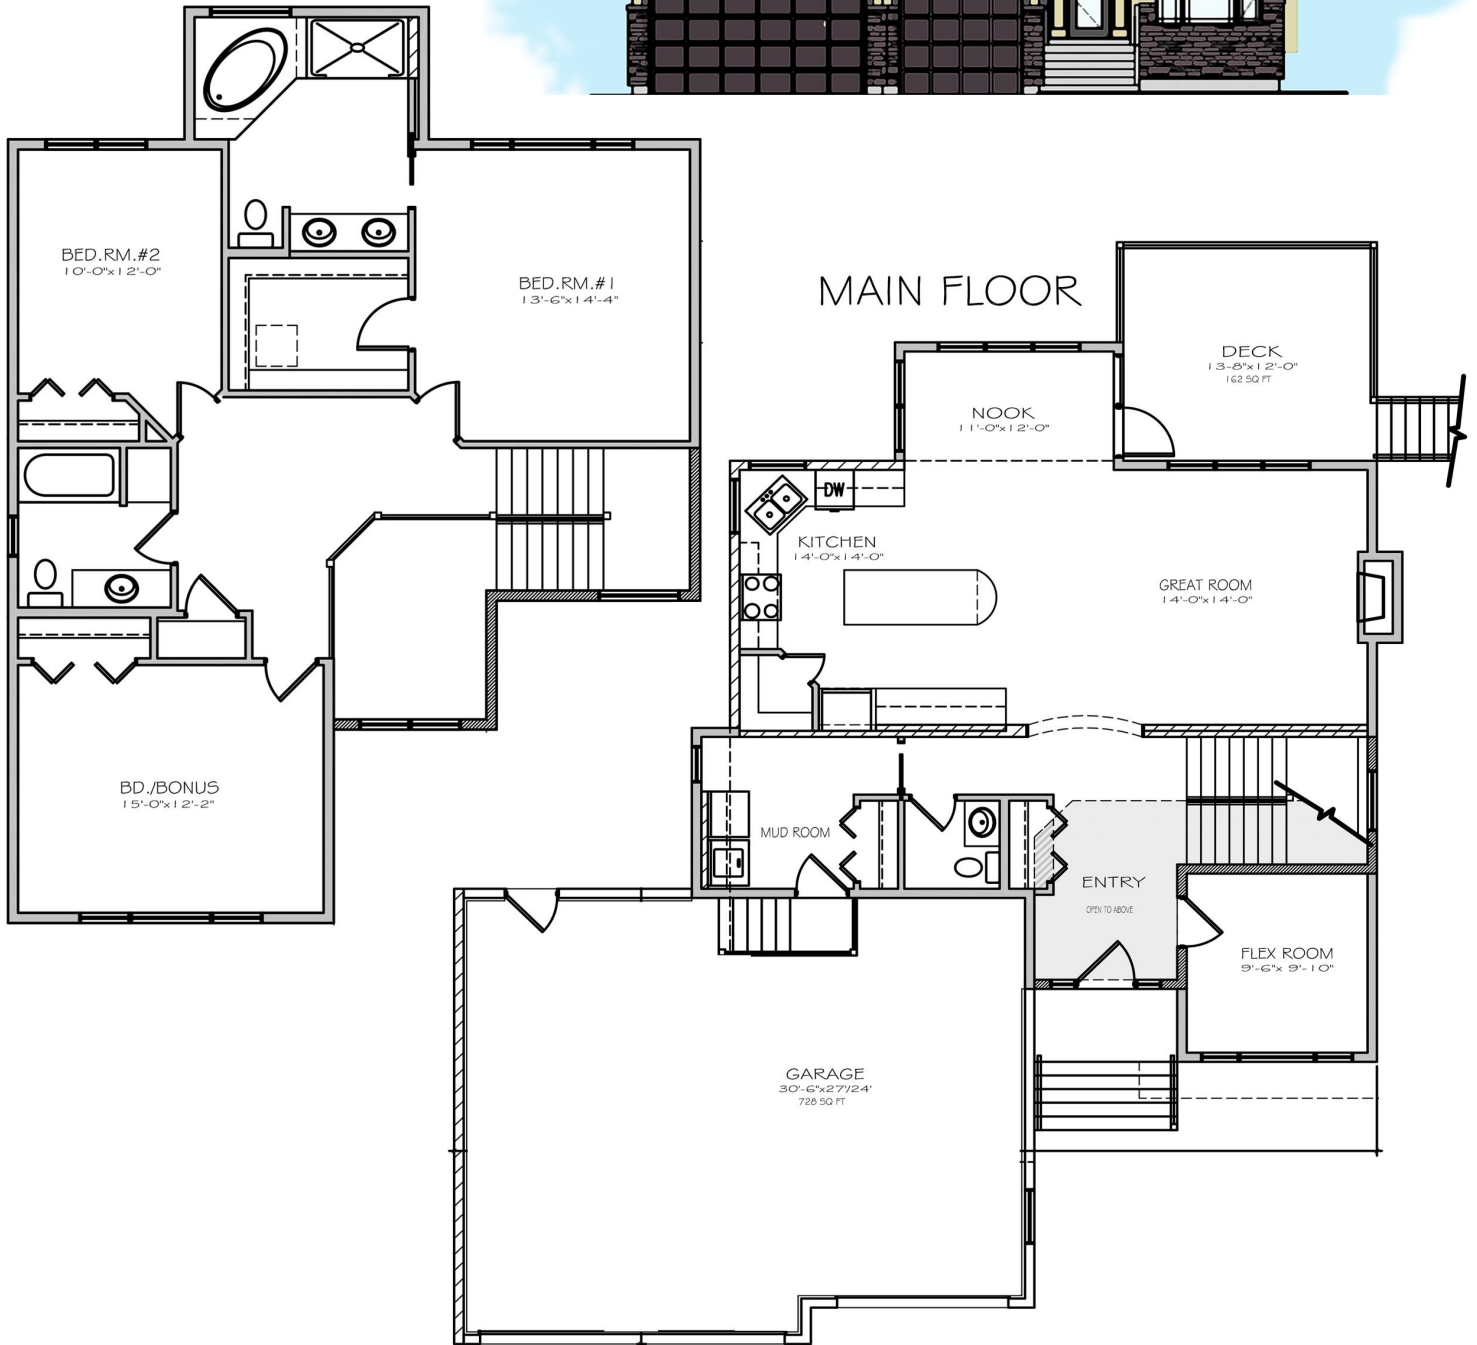 BED.RM.#2
10'-0"x12'-0"
BED.RM.#1
13'-6"x14'-4"
BD./BONUS
15'-0"x12'-2"
MAIN FLOOR
DECK
13'-8"x12'-0"
162 SQ FT
NOOK
11'-0"x12'-0"
DW
KITCHEN
14'-0"x14'-0"
GREAT ROOM
14'-0"x14'-0"
MUD ROOM
ENTRY
OPEN TO ABOVE
FLEX ROOM
9'-6"x 9'-10"
GARAGE
30'-6"x27'/24'
728 SQ FT